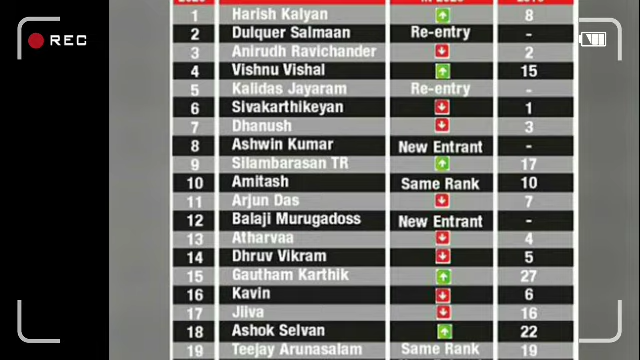 REC
1 Harish Kalyan 8
2 Dulquer Salmaan Re-entry -
3 Anirudh Ravichander 2
4 Vishnu Vishal 15
5 Kalidas Jayaram Re-entry -
6 Sivakarthikeyan 1
7 Dhanush 3
8 Ashwin Kumar New Entrant -
9 Silambarasan TR 17
10 Amitash Same Rank 10
11 Arjun Das 7
12 Balaji Murugadoss New Entrant -
13 Atharvaa 4
14 Dhruv Vikram 5
15 Gautham Karthik 27
16 Kavin 6
17 Jiiva 16
18 Ashok Selvan 22
19 Teejay Arunasalam Same Rank 19